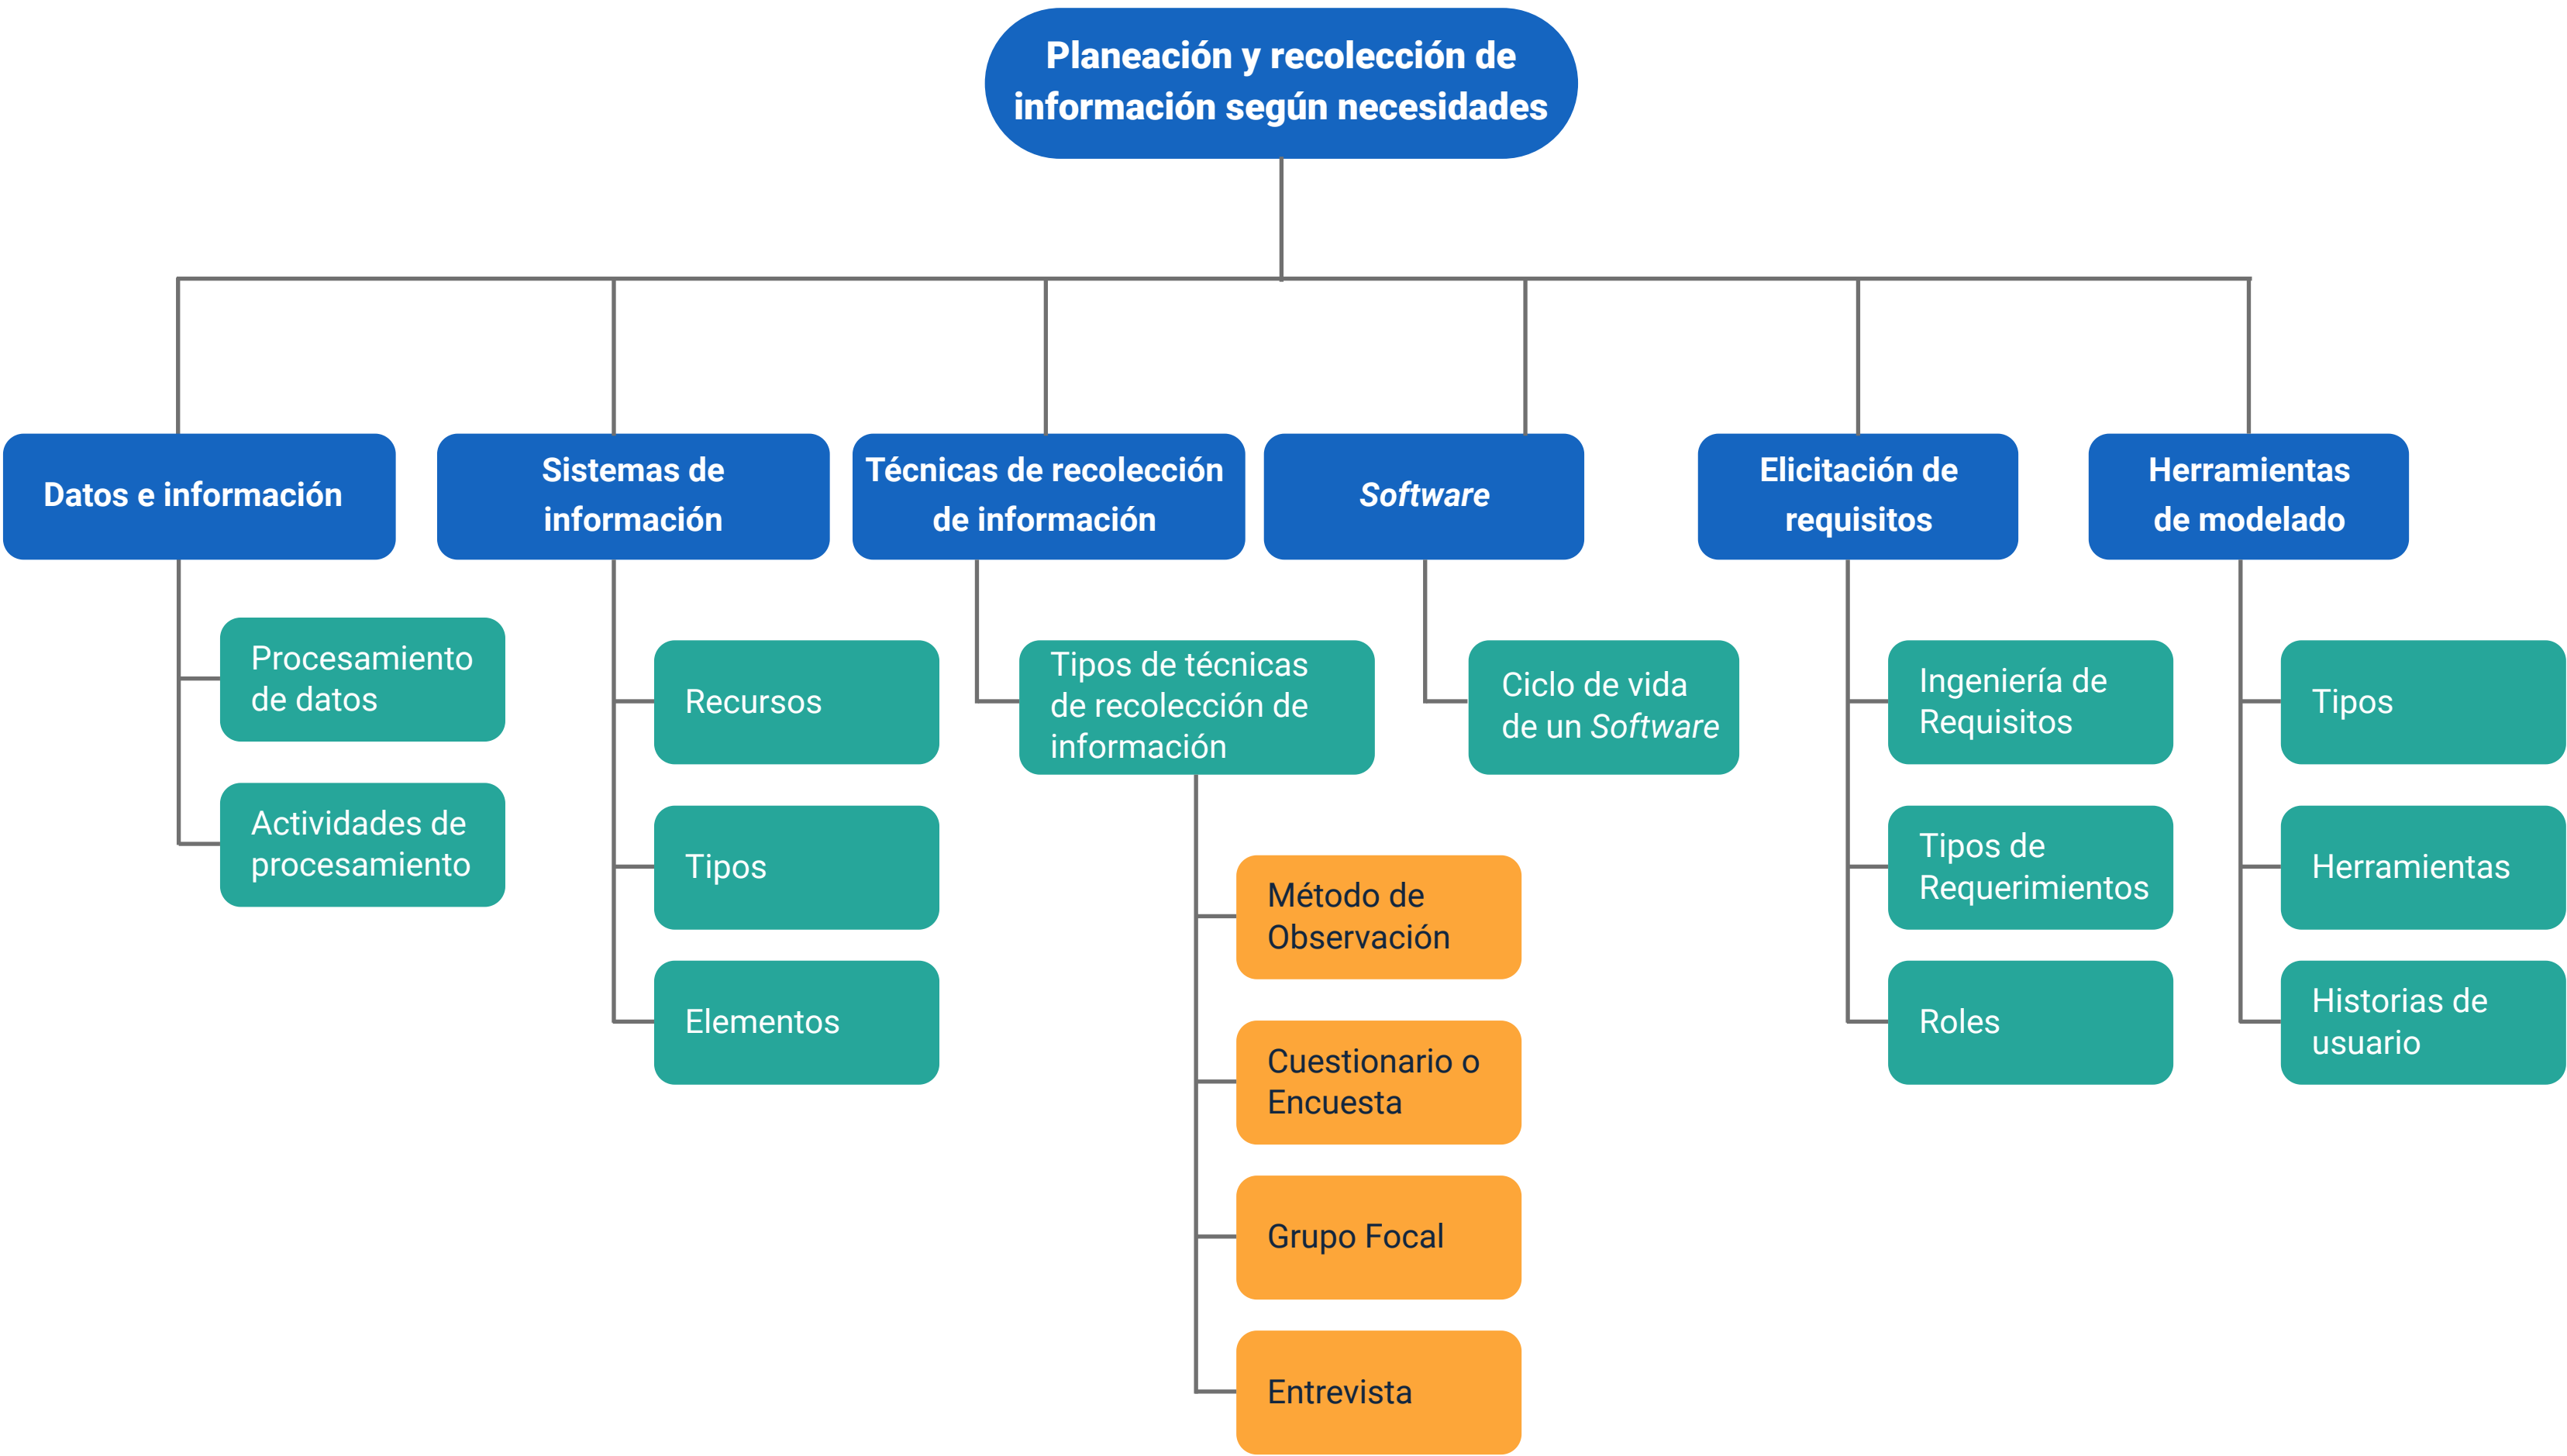 Planeación y recolección de
información según necesidades
Datos e información
Sistemas de
información
Técnicas de recolección
de información
Software
Elicitación de
requisitos
Herramientas
de modelado
Procesamiento
de datos
Actividades de
procesamiento
Recursos
Tipos
Elementos
Tipos de técnicas
de recolección de
información
Método de
Observación
Cuestionario o
Encuesta
Grupo Focal
Entrevista
Ciclo de vida
de un Software
Ingeniería de
Requisitos
Tipos de
Requerimientos
Roles
Tipos
Herramientas
Historias de
usuario